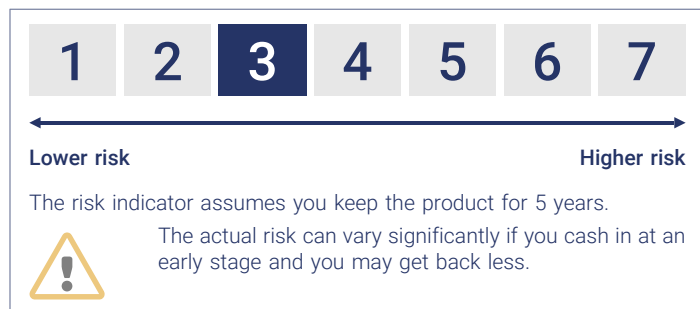 1 2 3 4 5 6 7
Lower risk Higher risk
The risk indicator assumes you keep the product for 5 years.
The actual risk can vary significantly if you cash in at an
early stage and you may get back less.